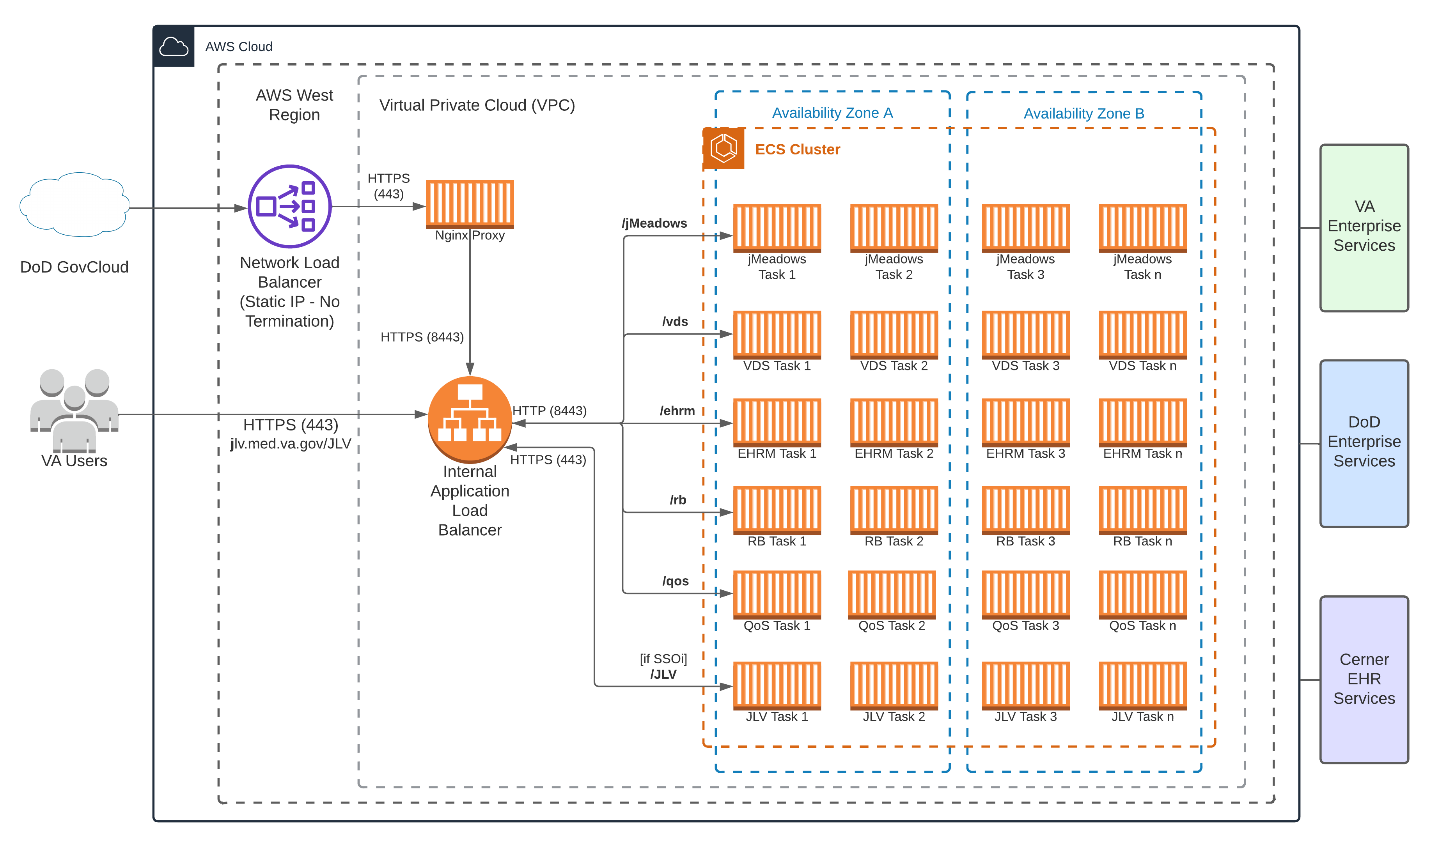 AWS Cloud
AWS West
Region
Virtual Private Cloud (VPC)
Availability Zone A
Availability Zone B
ECS Cluster
DoD GovCloud
Network Load
Balancer
(Static IP - No
Termination)
HTTPS
(443)
Nginx Proxy
HTTPS (8443)
VA Users
HTTPS (443)
jlv.med.va.gov/JLV
Internal
Application
Load
Balancer
HTTP (8443)
HTTPS (443)
/jMeadows
jMeadows
Task 1
jMeadows
Task 2
jMeadows
Task 3
jMeadows
Task n
/vds
VDS Task 1
VDS Task 2
VDS Task 3
VDS Task n
/ehrm
EHRM Task 1
EHRM Task 2
EHRM Task 3
EHRM Task n
/rb
RB Task 1
RB Task 2
RB Task 3
RB Task n
/qos
QoS Task 1
QoS Task 2
QoS Task 3
QoS Task n
[if SSOi]
/JLV
JLV Task 1
JLV Task 2
JLV Task 3
JLV Task n
VA
Enterprise
Services
DoD
Enterprise
Services
Cerner
EHR
Services